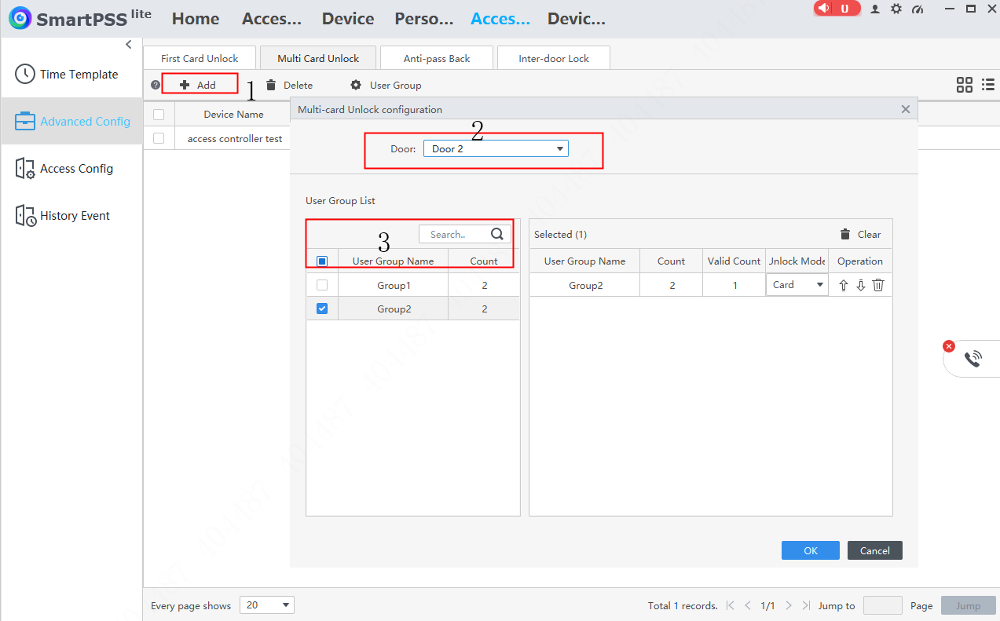 SmartPSS lite Home Acces... Device Perso... Acces... Devic... 0
First Card Unlock Multi Card Unlock Anti-pass Back Inter-door Lock
Time Template
Advanced Config
Access Config
History Event
? Add 1 Delete User Group
Device Name
access controller test
Multi-card Unlock configuration
2
Door: Door 2
User Group List
Search..
3
User Group Name Count
Group1 2
Group2 2
Selected (1) Clear
User Group Name Count Valid Count Jnlock Mode Operation
Group2 2 1 Card
OK Cancel
Every page shows 20 Total 1 records. 1/1 Jump to Page Jump
404487 404487 404487